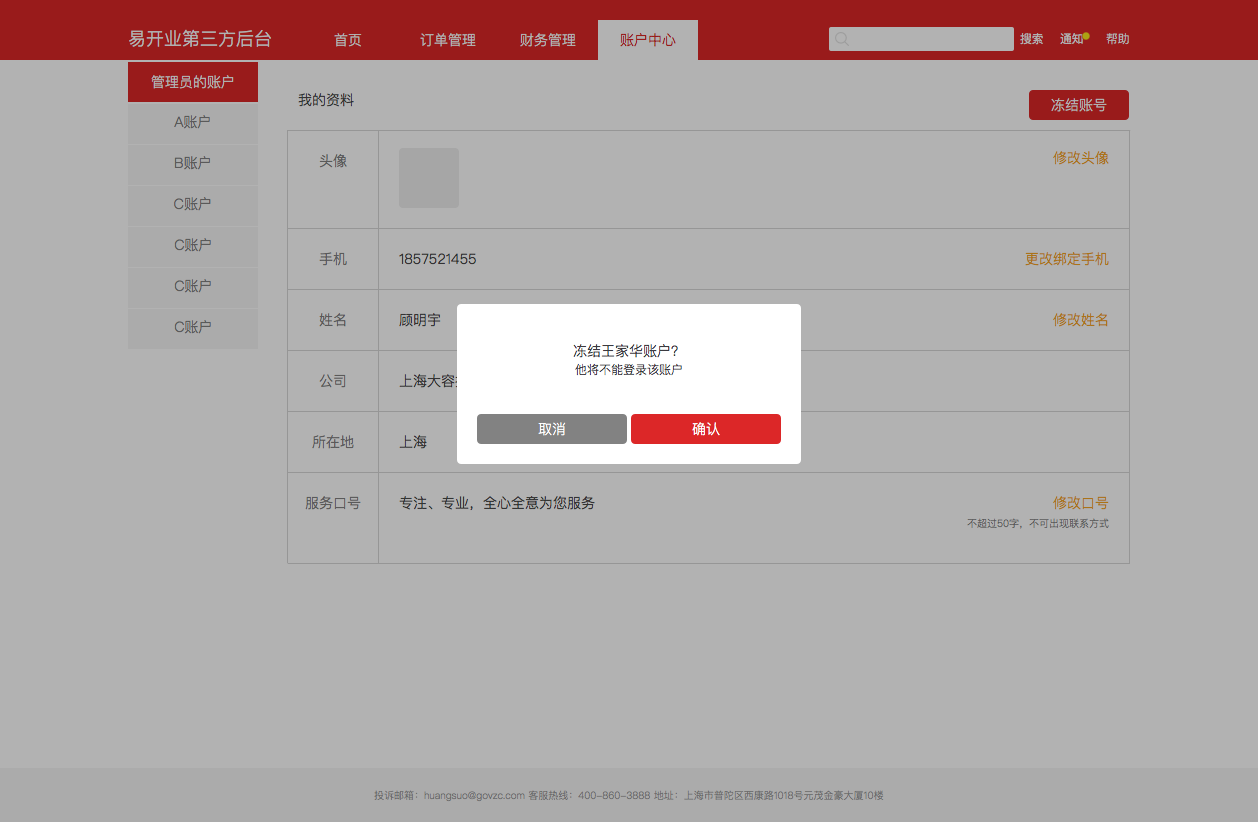 易开业第三方后台 首页 订单管理 财务管理 账户中心 搜索 通知 帮助
管理员的账户
A账户
B账户
C账户
C账户
C账户
C账户
我的资料 冻结账号
头像 修改头像
手机 1857521455 更改绑定手机
姓名 顾明宇 修改姓名
公司 上海大容
所在地 上海
服务口号 专注、专业，全心全意为您服务 修改口号
不超过50字，不可出现联系方式
冻结王家华账户?
他将不能登录该账户
取消 确认
投诉邮箱：huangsuo@govzc.com 客服热线：400-860-3888 地址：上海市普陀区西康路1018号元茂金豪大厦10楼